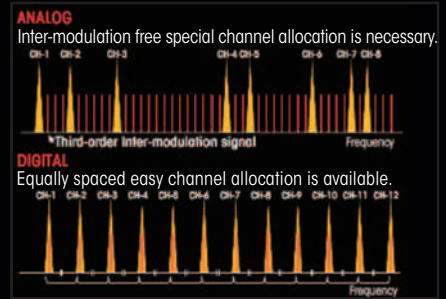 ANALOG
Inter-modulation free special channel allocation is necessary.
CH-1 CH-2 CH-3 CH-4 CH-5 CH-6 CH-7 CH-8
*Third-order Inter-modulation signal Frequency
DIGITAL
Equally spaced easy channel allocation is available.
CH-1 CH-2 CH-3 CH-4 CH-5 CH-6 CH-7 CH-8 CH-9 CH-10 CH-11 CH-12
Frequency